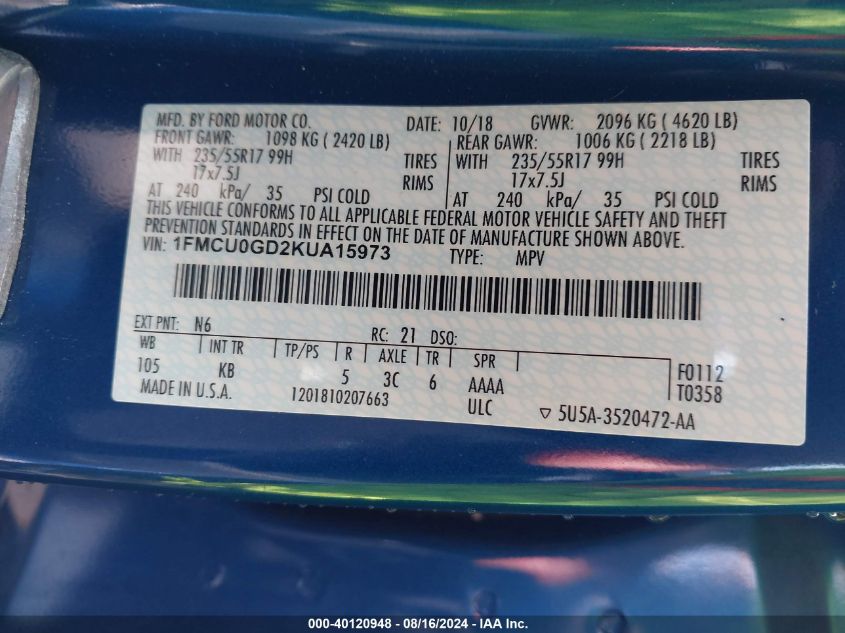 MFD. BY FORD MOTOR CO. DATE: 10/18 GVWR: 2096 KG ( 4620 LB)
FRONT GAWR: 1098 KG ( 2420 LB) REAR GAWR: 1006 KG ( 2218 LB)
WITH 235/55R17 99H TIRES WITH 235/55R17 99H TIRES
17x7.5J RIMS 17x7.5J RIMS
AT 240 kPa/ 35 PSI COLD AT 240 kPa/ 35 PSI COLD
THIS VEHICLE CONFORMS TO ALL APPLICABLE FEDERAL MOTOR VEHICLE SAFETY AND THEFT
PREVENTION STANDARDS IN EFFECT ON THE DATE OF MANUFACTURE SHOWN ABOVE.
VIN: 1FMCU0GD2KUA15973 TYPE: MPV
EXT PNT: N6 RC: 21 DSO:
WB INT TR TP/PS R AXLE TR SPR
105 KB 5 3C 6 AAAA F0112
MADE IN U.S.A. 1201810207663 ULC T0358
▽ 5U5A-3520472-AA
000-40120948 - 08/16/2024 - IAA Inc.